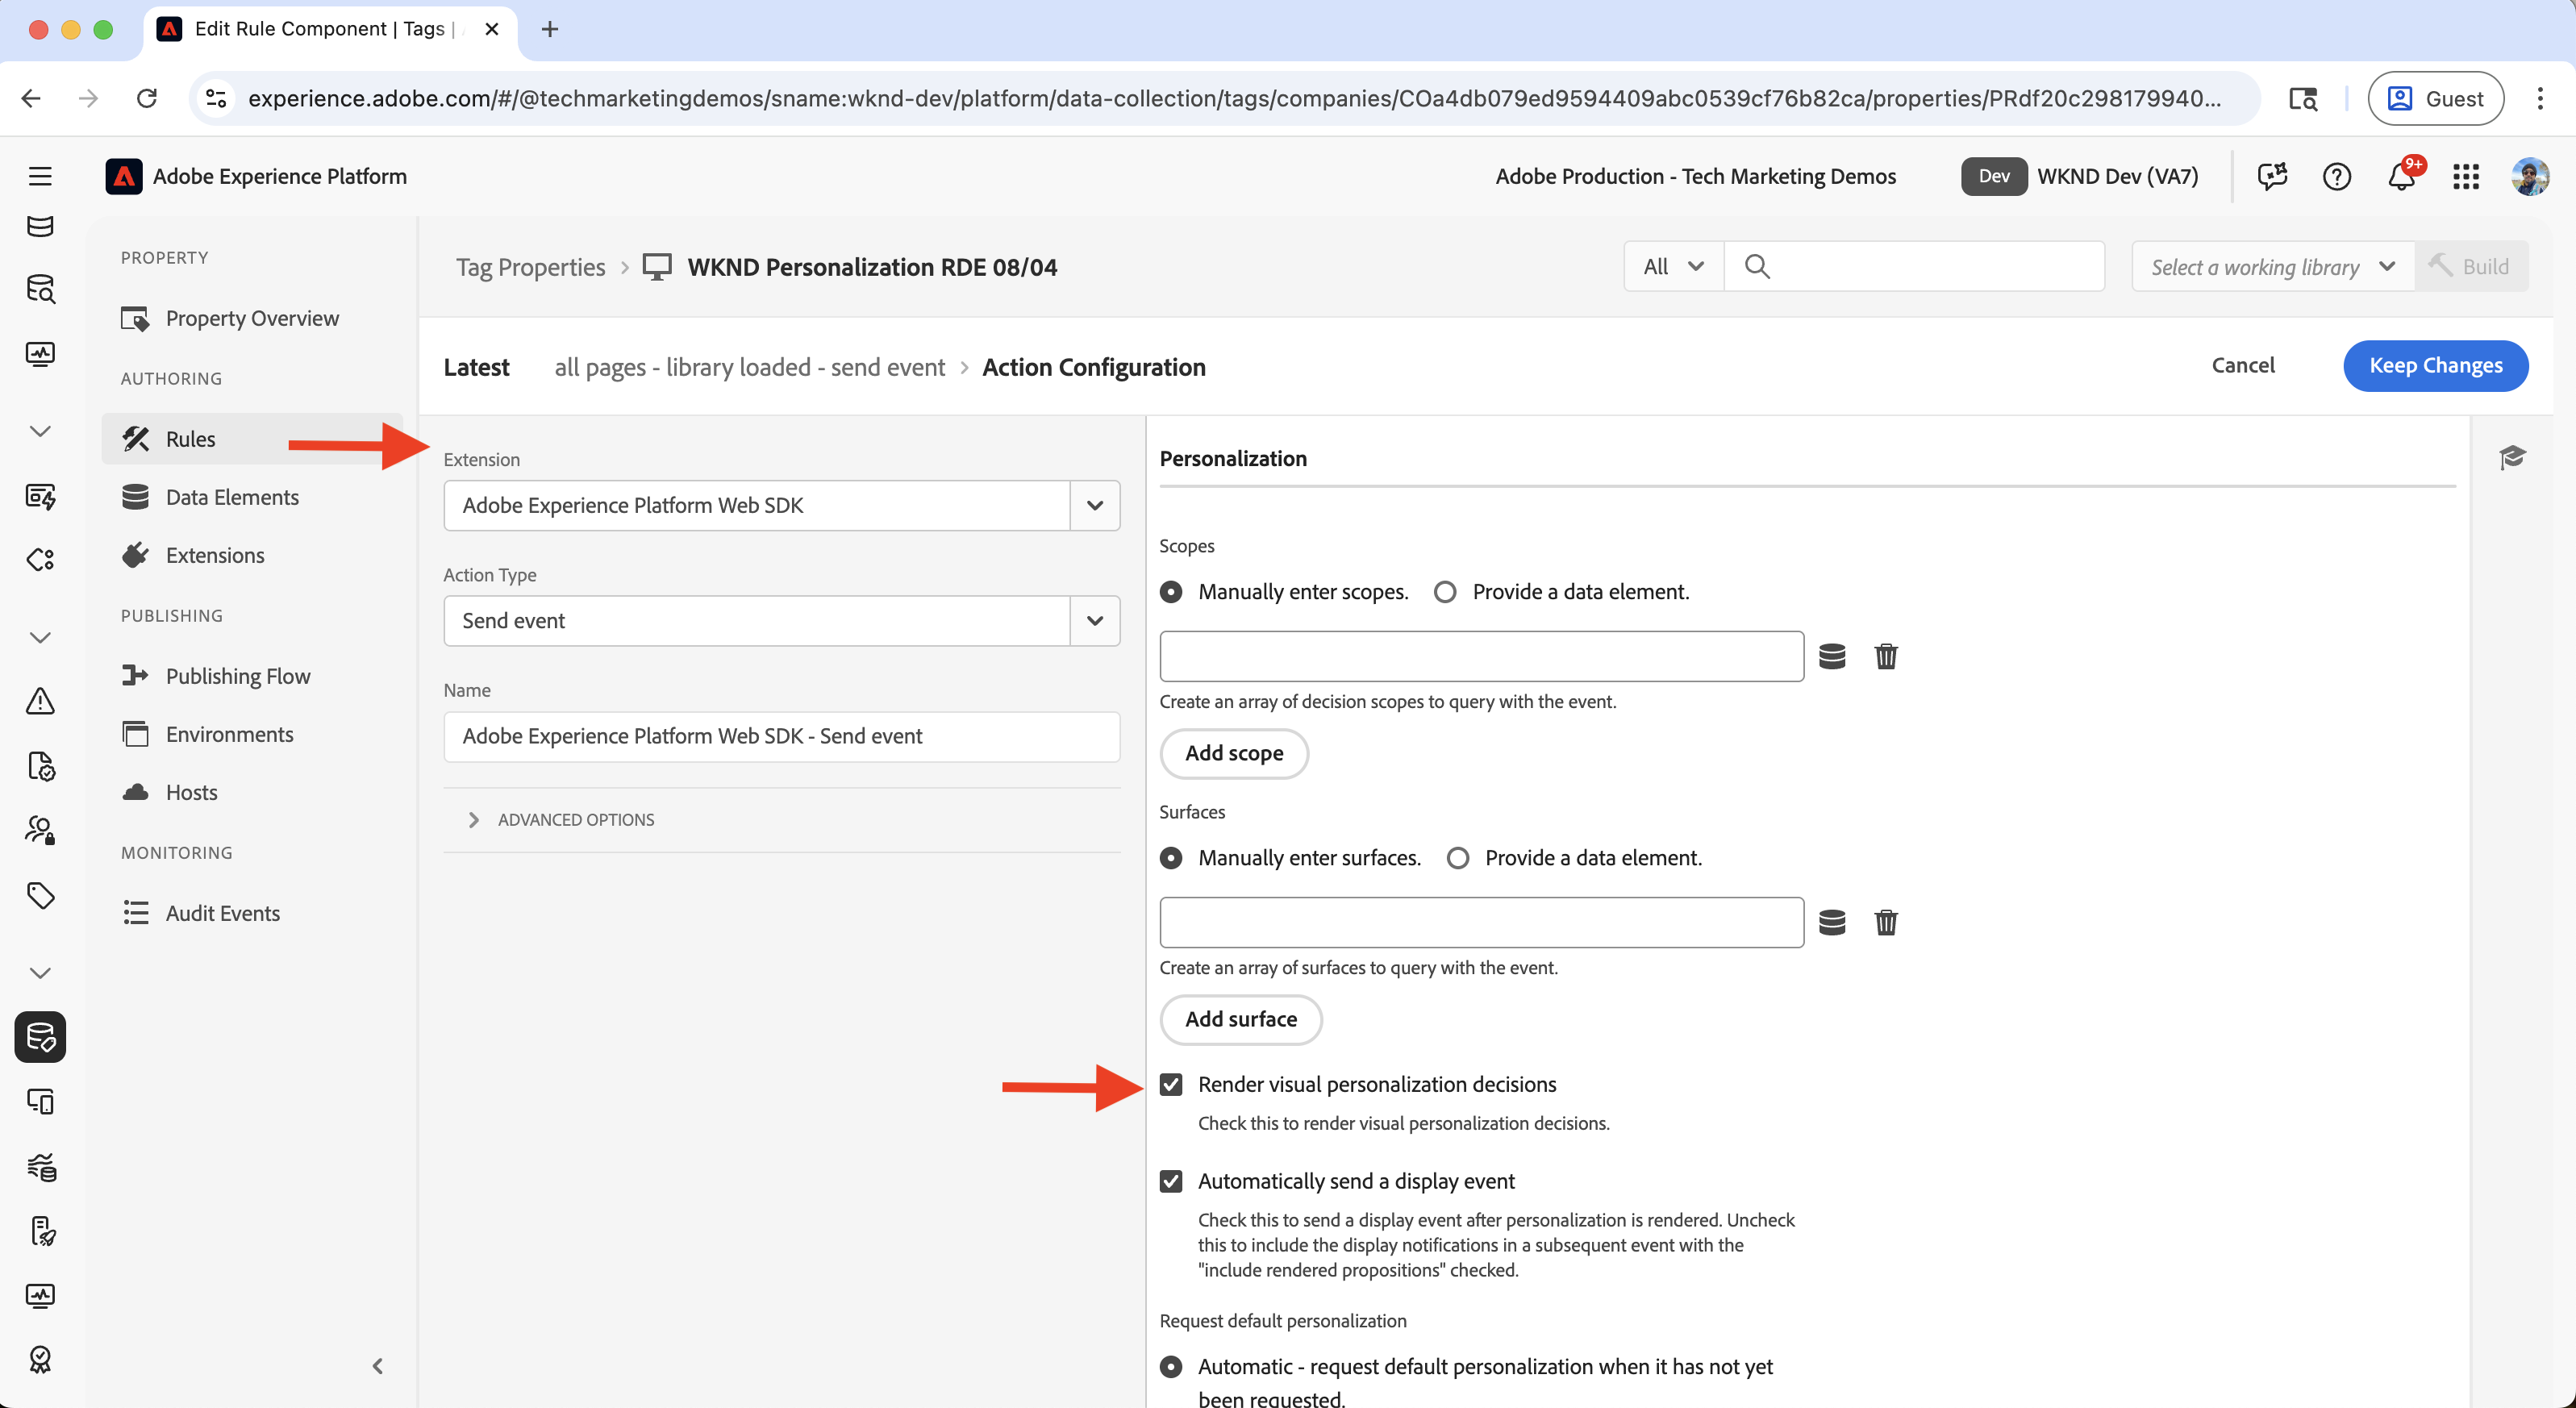 Edit Rule Component | Tags |
experience.adobe.com/#/@techmarketingdemos/sname:wknd-dev/platform/data-collection/tags/companies/COa4db079ed9594409abc0539cf76b82ca/properties/PRdf20c298179940...
Guest
Adobe Experience Platform
Adobe Production - Tech Marketing Demos
Dev
WKND Dev (VA7)
9+
PROPERTY
Property Overview
AUTHORING
Rules
Data Elements
Extensions
PUBLISHING
Publishing Flow
Environments
Hosts
MONITORING
Audit Events
Tag Properties
WKND Personalization RDE 08/04
All
Select a working library
Build
Latest
all pages - library loaded - send event
Action Configuration
Cancel
Keep Changes
Extension
Adobe Experience Platform Web SDK
Action Type
Send event
Name
Adobe Experience Platform Web SDK - Send event
ADVANCED OPTIONS
Personalization
Scopes
Manually enter scopes.
Provide a data element.
Create an array of decision scopes to query with the event.
Add scope
Surfaces
Manually enter surfaces.
Provide a data element.
Create an array of surfaces to query with the event.
Add surface
Render visual personalization decisions
Check this to render visual personalization decisions.
Automatically send a display event
Check this to send a display event after personalization is rendered. Uncheck
this to include the display notifications in a subsequent event with the
"include rendered propositions" checked.
Request default personalization
Automatic - request default personalization when it has not yet
been requested.